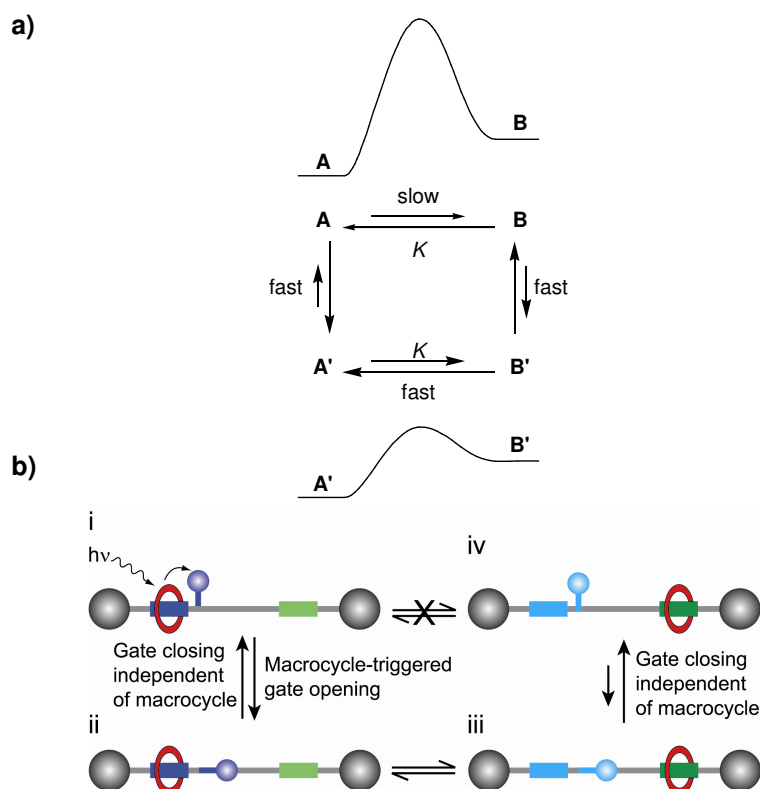 a)
B
A
slow
A B
K
fast fast
K
A' B'
fast
B'
b)
A'
i
iv
hν
X
Gate closing
independent
of macrocycle
Macrocycle-triggered
gate opening
Gate closing
independent
of macrocycle
ii
iii